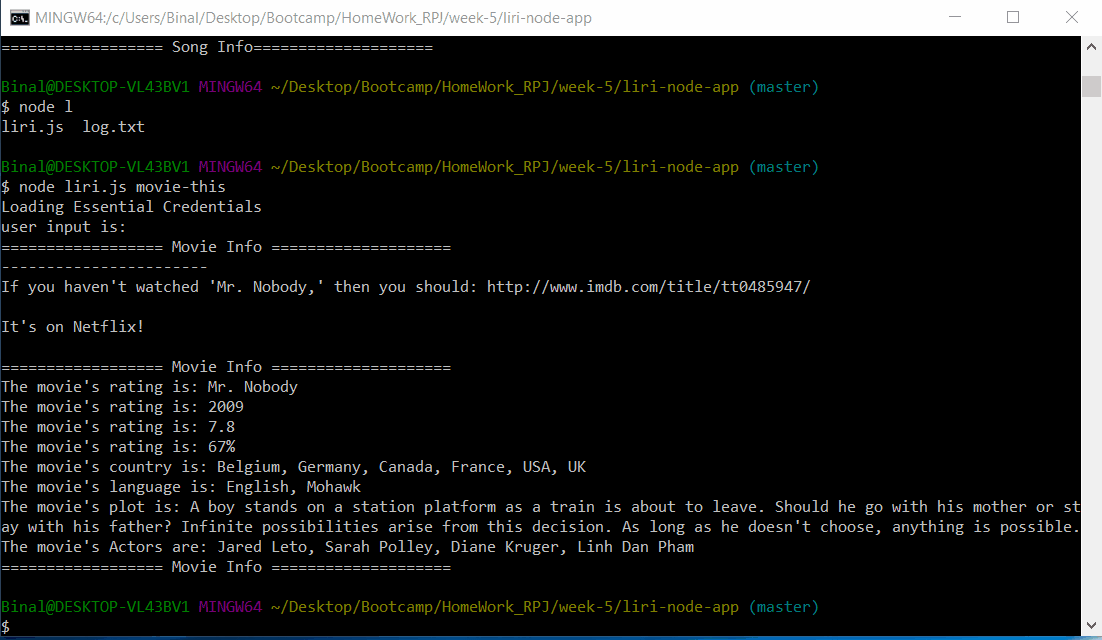 MINGW64:/c/Users/Binal/Desktop/Bootcamp/HomeWork_RPJ/week-5/liri-node-app
================== Song Info====================
Binal@DESKTOP-VL43BV1 MINGW64 ~/Desktop/Bootcamp/HomeWork_RPJ/week-5/liri-node-app (master)
$ node l
liri.js  log.txt
Binal@DESKTOP-VL43BV1 MINGW64 ~/Desktop/Bootcamp/HomeWork_RPJ/week-5/liri-node-app (master)
$ node liri.js movie-this
Loading Essential Credentials
user input is:
================== Movie Info ====================
-----------------------
If you haven't watched 'Mr. Nobody,' then you should: http://www.imdb.com/title/tt0485947/
It's on Netflix!
================== Movie Info ====================
The movie's rating is: Mr. Nobody
The movie's rating is: 2009
The movie's rating is: 7.8
The movie's rating is: 67%
The movie's country is: Belgium, Germany, Canada, France, USA, UK
The movie's language is: English, Mohawk
The movie's plot is: A boy stands on a station platform as a train is about to leave. Should he go with his mother or st
ay with his father? Infinite possibilities arise from this decision. As long as he doesn't choose, anything is possible.
The movie's Actors are: Jared Leto, Sarah Polley, Diane Kruger, Linh Dan Pham
================== Movie Info ====================
Binal@DESKTOP-VL43BV1 MINGW64 ~/Desktop/Bootcamp/HomeWork_RPJ/week-5/liri-node-app (master)
$